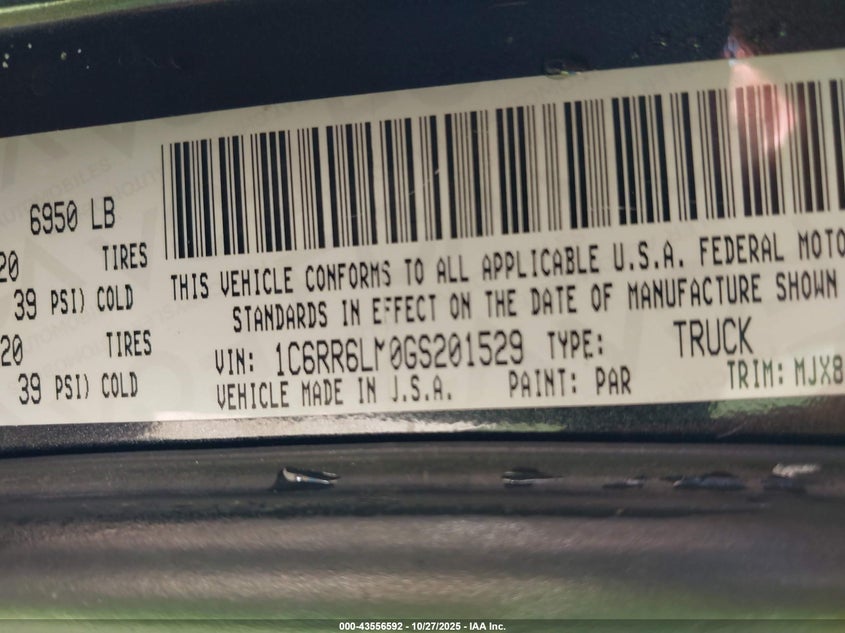 6950 LB
20 TIRES
39 PSI) COLD
20 TIRES
39 PSI) COLD
THIS VEHICLE CONFORMS TO ALL APPLICABLE U.S.A. FEDERAL MOTO
STANDARDS IN EFFECT ON THE DATE OF MANUFACTURE SHOWN
VIN: 1C6RR6LM0GS201529 TYPE: TRUCK
VEHICLE MADE IN U.S.A. PAINT: PAR TRIM: MJX8
000-43556592 - 10/27/2025 - IAA Inc.